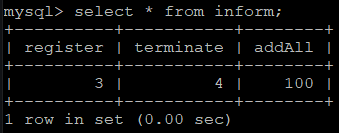 mysql> select * from inform;
+----------+-----------+--------+
| register | terminate | addAll |
+----------+-----------+--------+
|        3 |         4 |    100 |
+----------+-----------+--------+
1 row in set (0.00 sec)